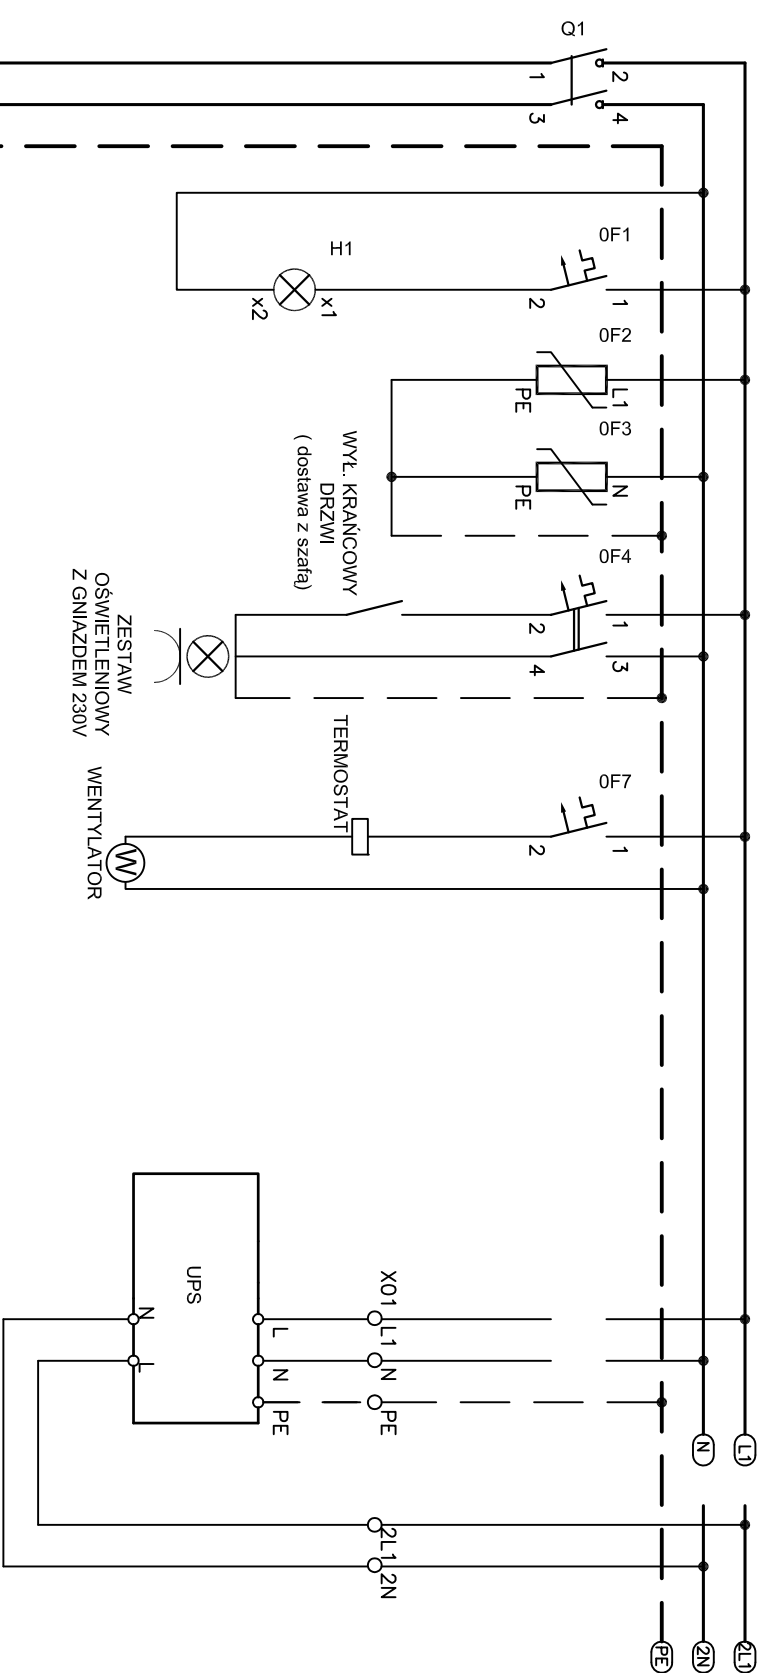 Q1
1
2
3
4
0F1
H1
x1
x2
2
1
0F2
PE
L1
0F3
PE
N
WYŁ. KRAŃCOWY
DRZWI
( dostawa z szafą)
0F4
2
1
4
3
ZESTAW
OŚWIETLENIOWY
Z GNIAZDEM 230V
TERMOSTAT
0F7
2
1
WENTYLATOR
W
UPS
N
L
L
N
PE
X01
L1
N
PE
N
L1
2L1
2N
PE
2N
2L1